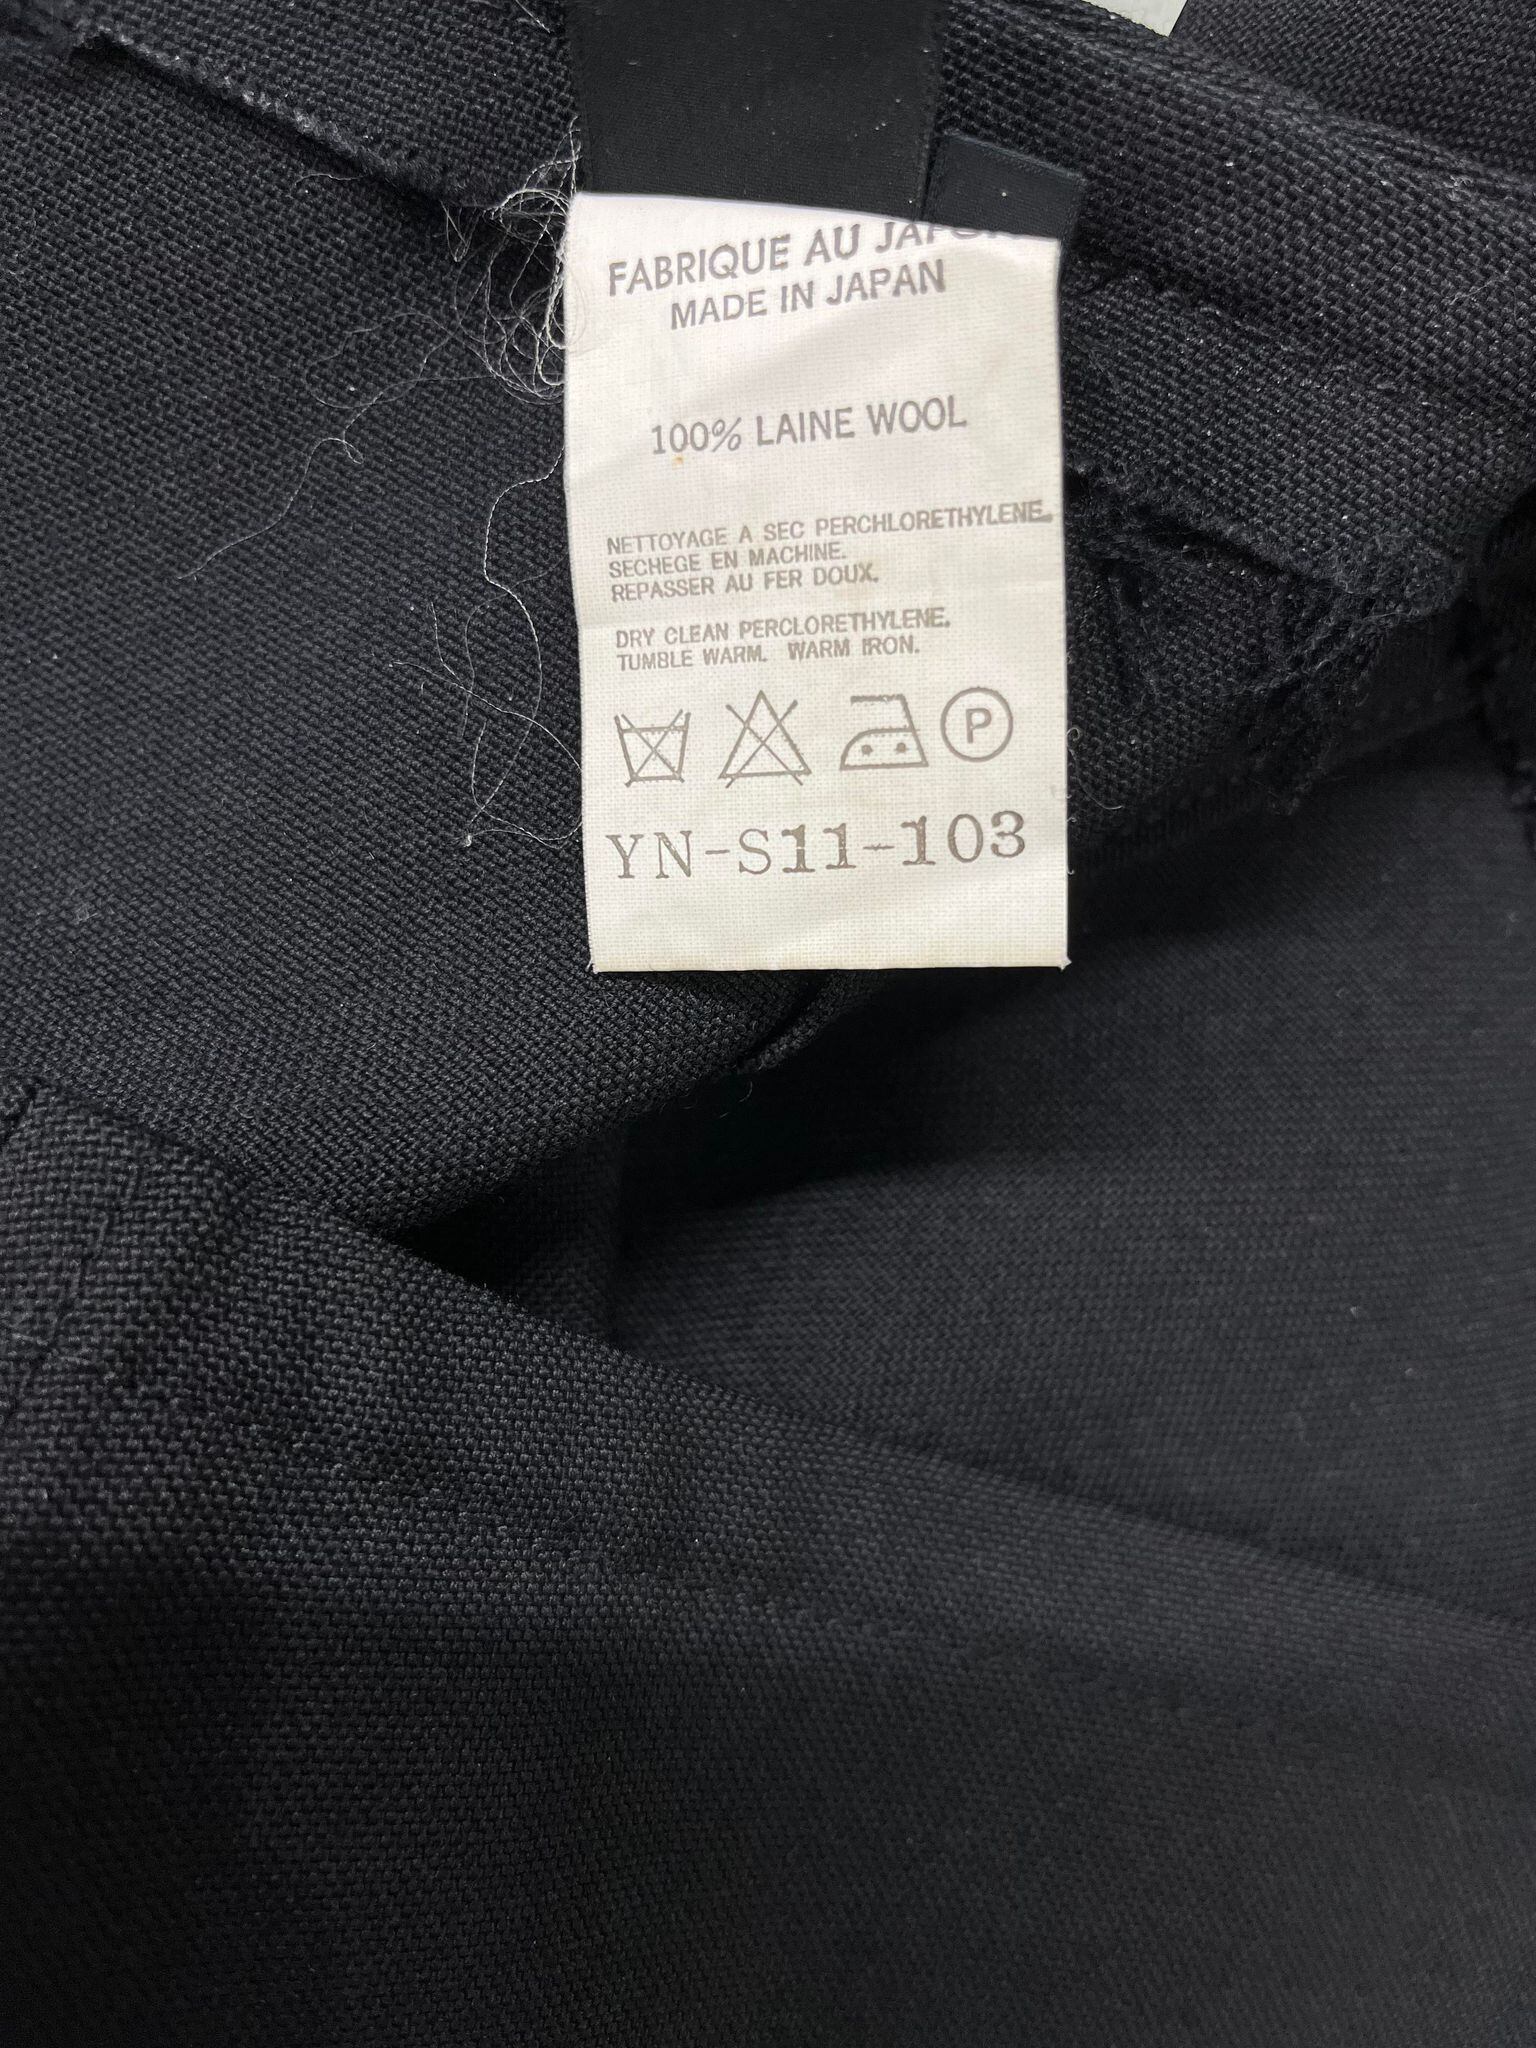 FABRIQUE AU JAPON
MADE IN JAPAN
100% LAINE WOOL
NETTOYAGE A SEC PERCHLORETHYLENE.
SECHEGE EN MACHINE.
REPASSER AU FER DOUX.
DRY CLEAN PERCLORETHYLENE.
TUMBLE WARM. WARM IRON.
P
YN-S11-103